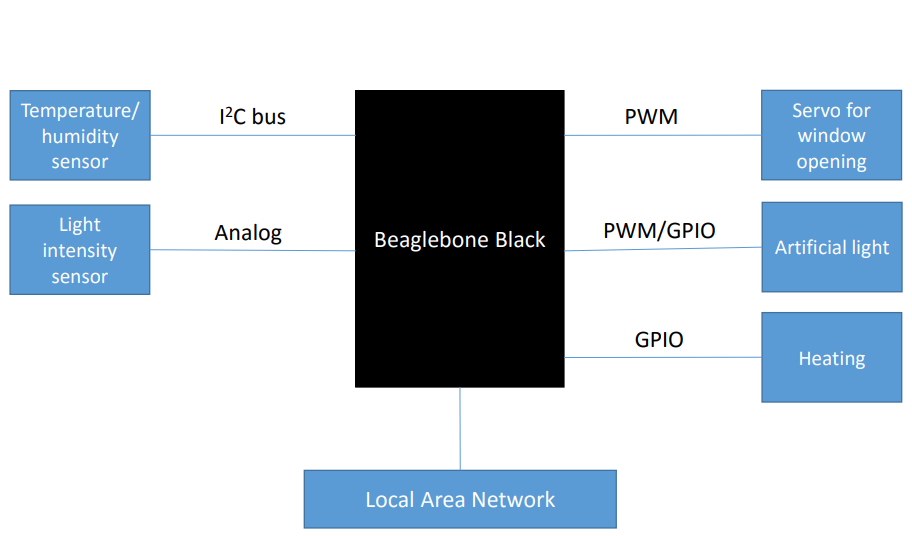 Temperature/
humidity
sensor
I²C bus
PWM
Servo for
window
opening
Light
intensity
sensor
Analog
Beaglebone Black
PWM/GPIO
Artificial light
GPIO
Heating
Local Area Network